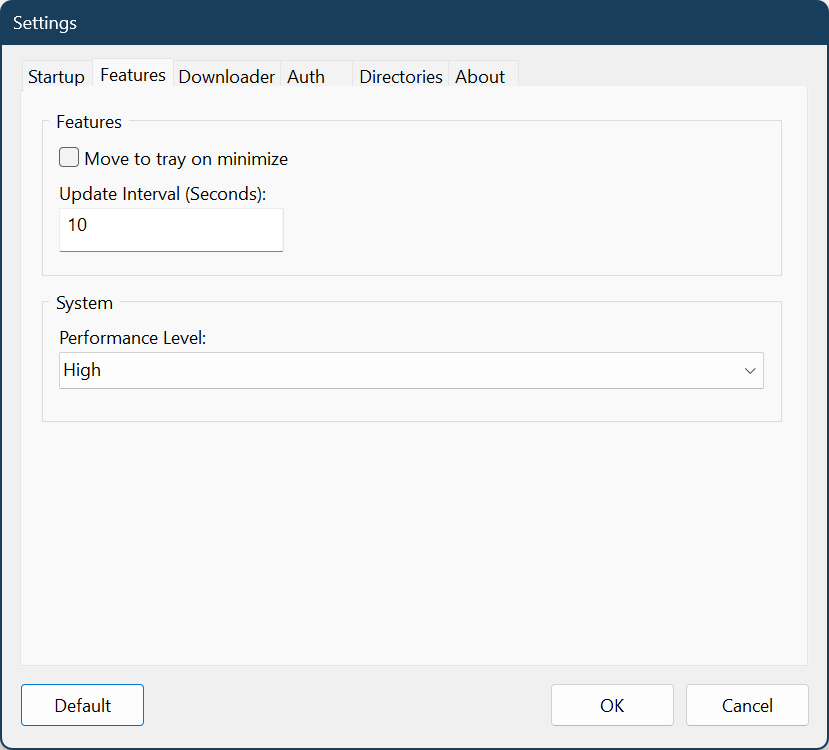 Settings
Startup Features Downloader Auth Directories About
Features
Move to tray on minimize
Update Interval (Seconds):
10
System
Performance Level:
High
Default OK Cancel